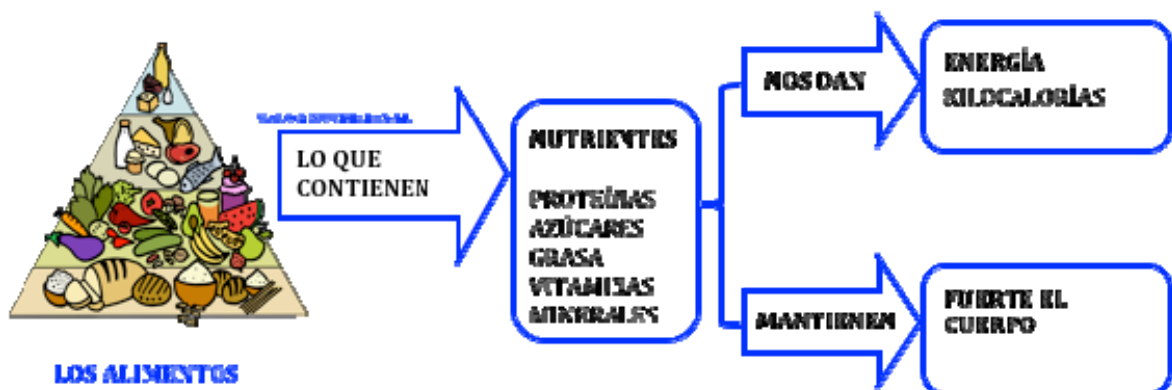 LO QUE
CONTIENEN
NUTRIENTES
PROTEÍNAS
AZÚCARES
GRASA
VITAMINAS
MINERALES
NOS DAN
ENERGÍA
KILOCALORÍAS
MANTIENEN
FUERTE EL
CUERPO
LOS ALIMENTOS